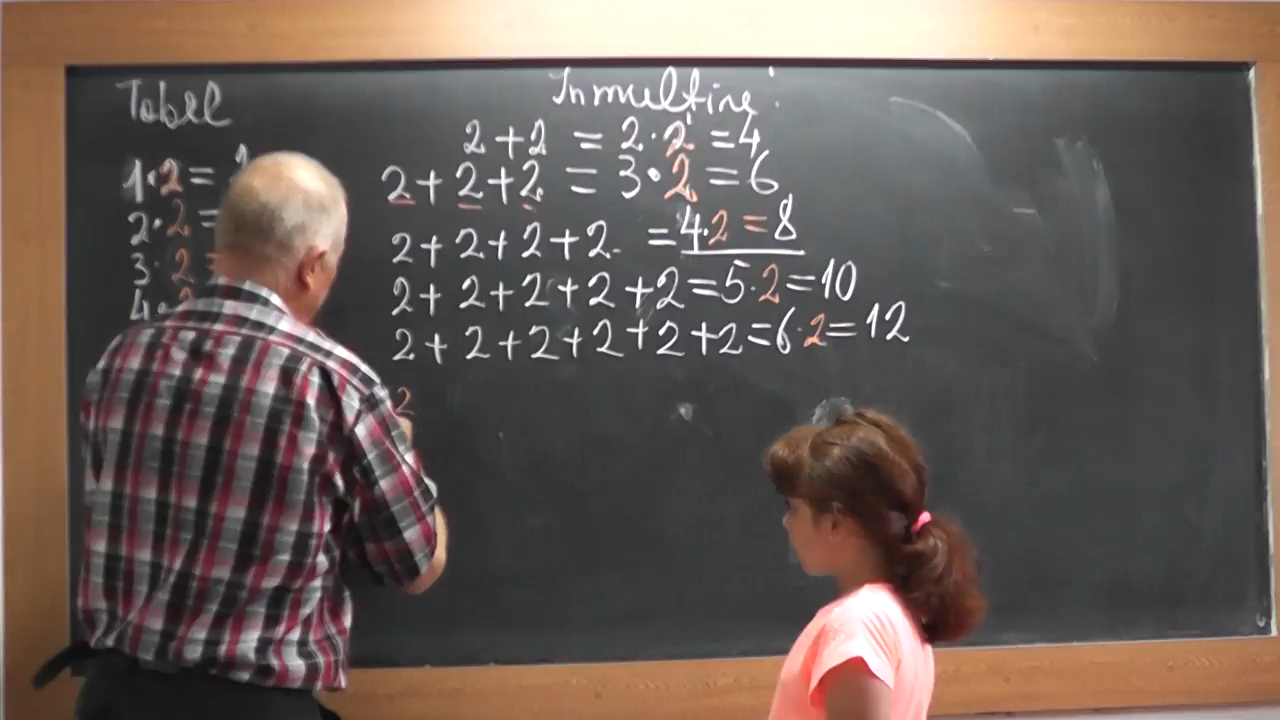 Tabel
1·2=
2·2=
3·2=
4·2
Inmultire
2+2 = 2·2 =4
2+2+2 = 3·2 =6
2+2+2+2 =4·2=8
2+2+2+2+2=5·2=10
2+2+2+2+2+2=6·2=12
2